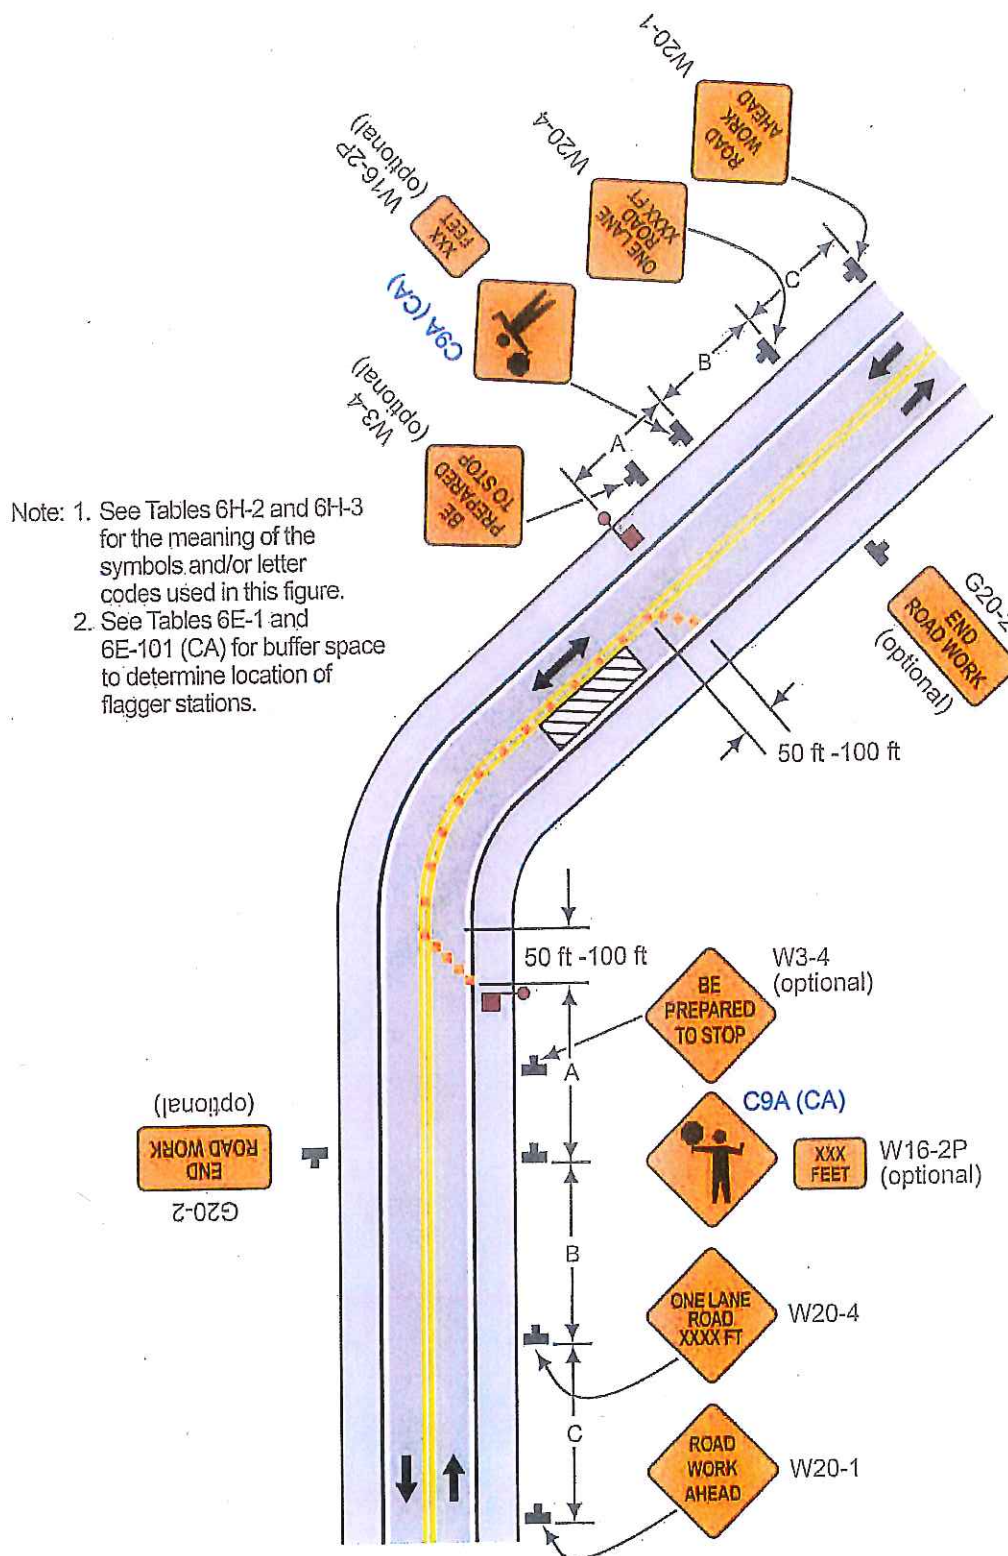 W20-1
ROAD
WORK
AHEAD
W20-4
ONE LANE
ROAD
XXXX FT
W16-2P
(optional)
XXX
FEET
C9A (CA)
W3-4
(optional)
BE
PREPARED
TO STOP
C
B
A
Note: 1. See Tables 6H-2 and 6H-3
for the meaning of the
symbols and/or letter
codes used in this figure.
2. See Tables 6E-1 and
6E-101 (CA) for buffer space
to determine location of
flagger stations.
G20-2
END
ROAD WORK
(optional)
50 ft -100 ft
50 ft -100 ft
BE
PREPARED
TO STOP
W3-4
(optional)
A
C9A (CA)
XXX
FEET
W16-2P
(optional)
(optional)
END
ROAD WORK
G20-2
B
ONE LANE
ROAD
XXXX FT
W20-4
C
ROAD
WORK
AHEAD
W20-1